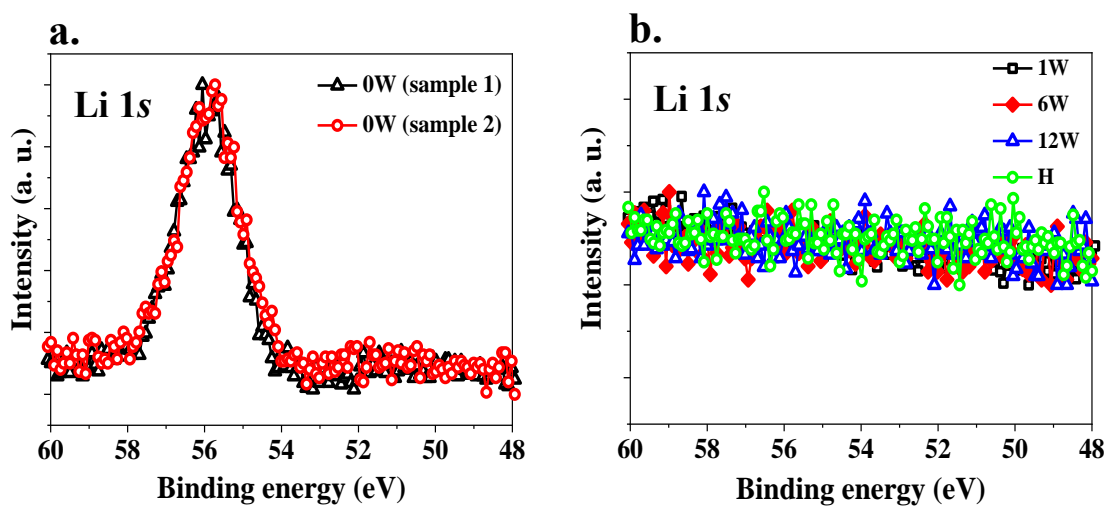 a.
Li 1s
0W (sample 1)
0W (sample 2)
Intensity (a. u.)
60 58 56 54 52 50 48
Binding energy (eV)
b.
Li 1s
1W
6W
12W
H
Intensity (a. u.)
60 58 56 54 52 50 48
Binding energy (eV)